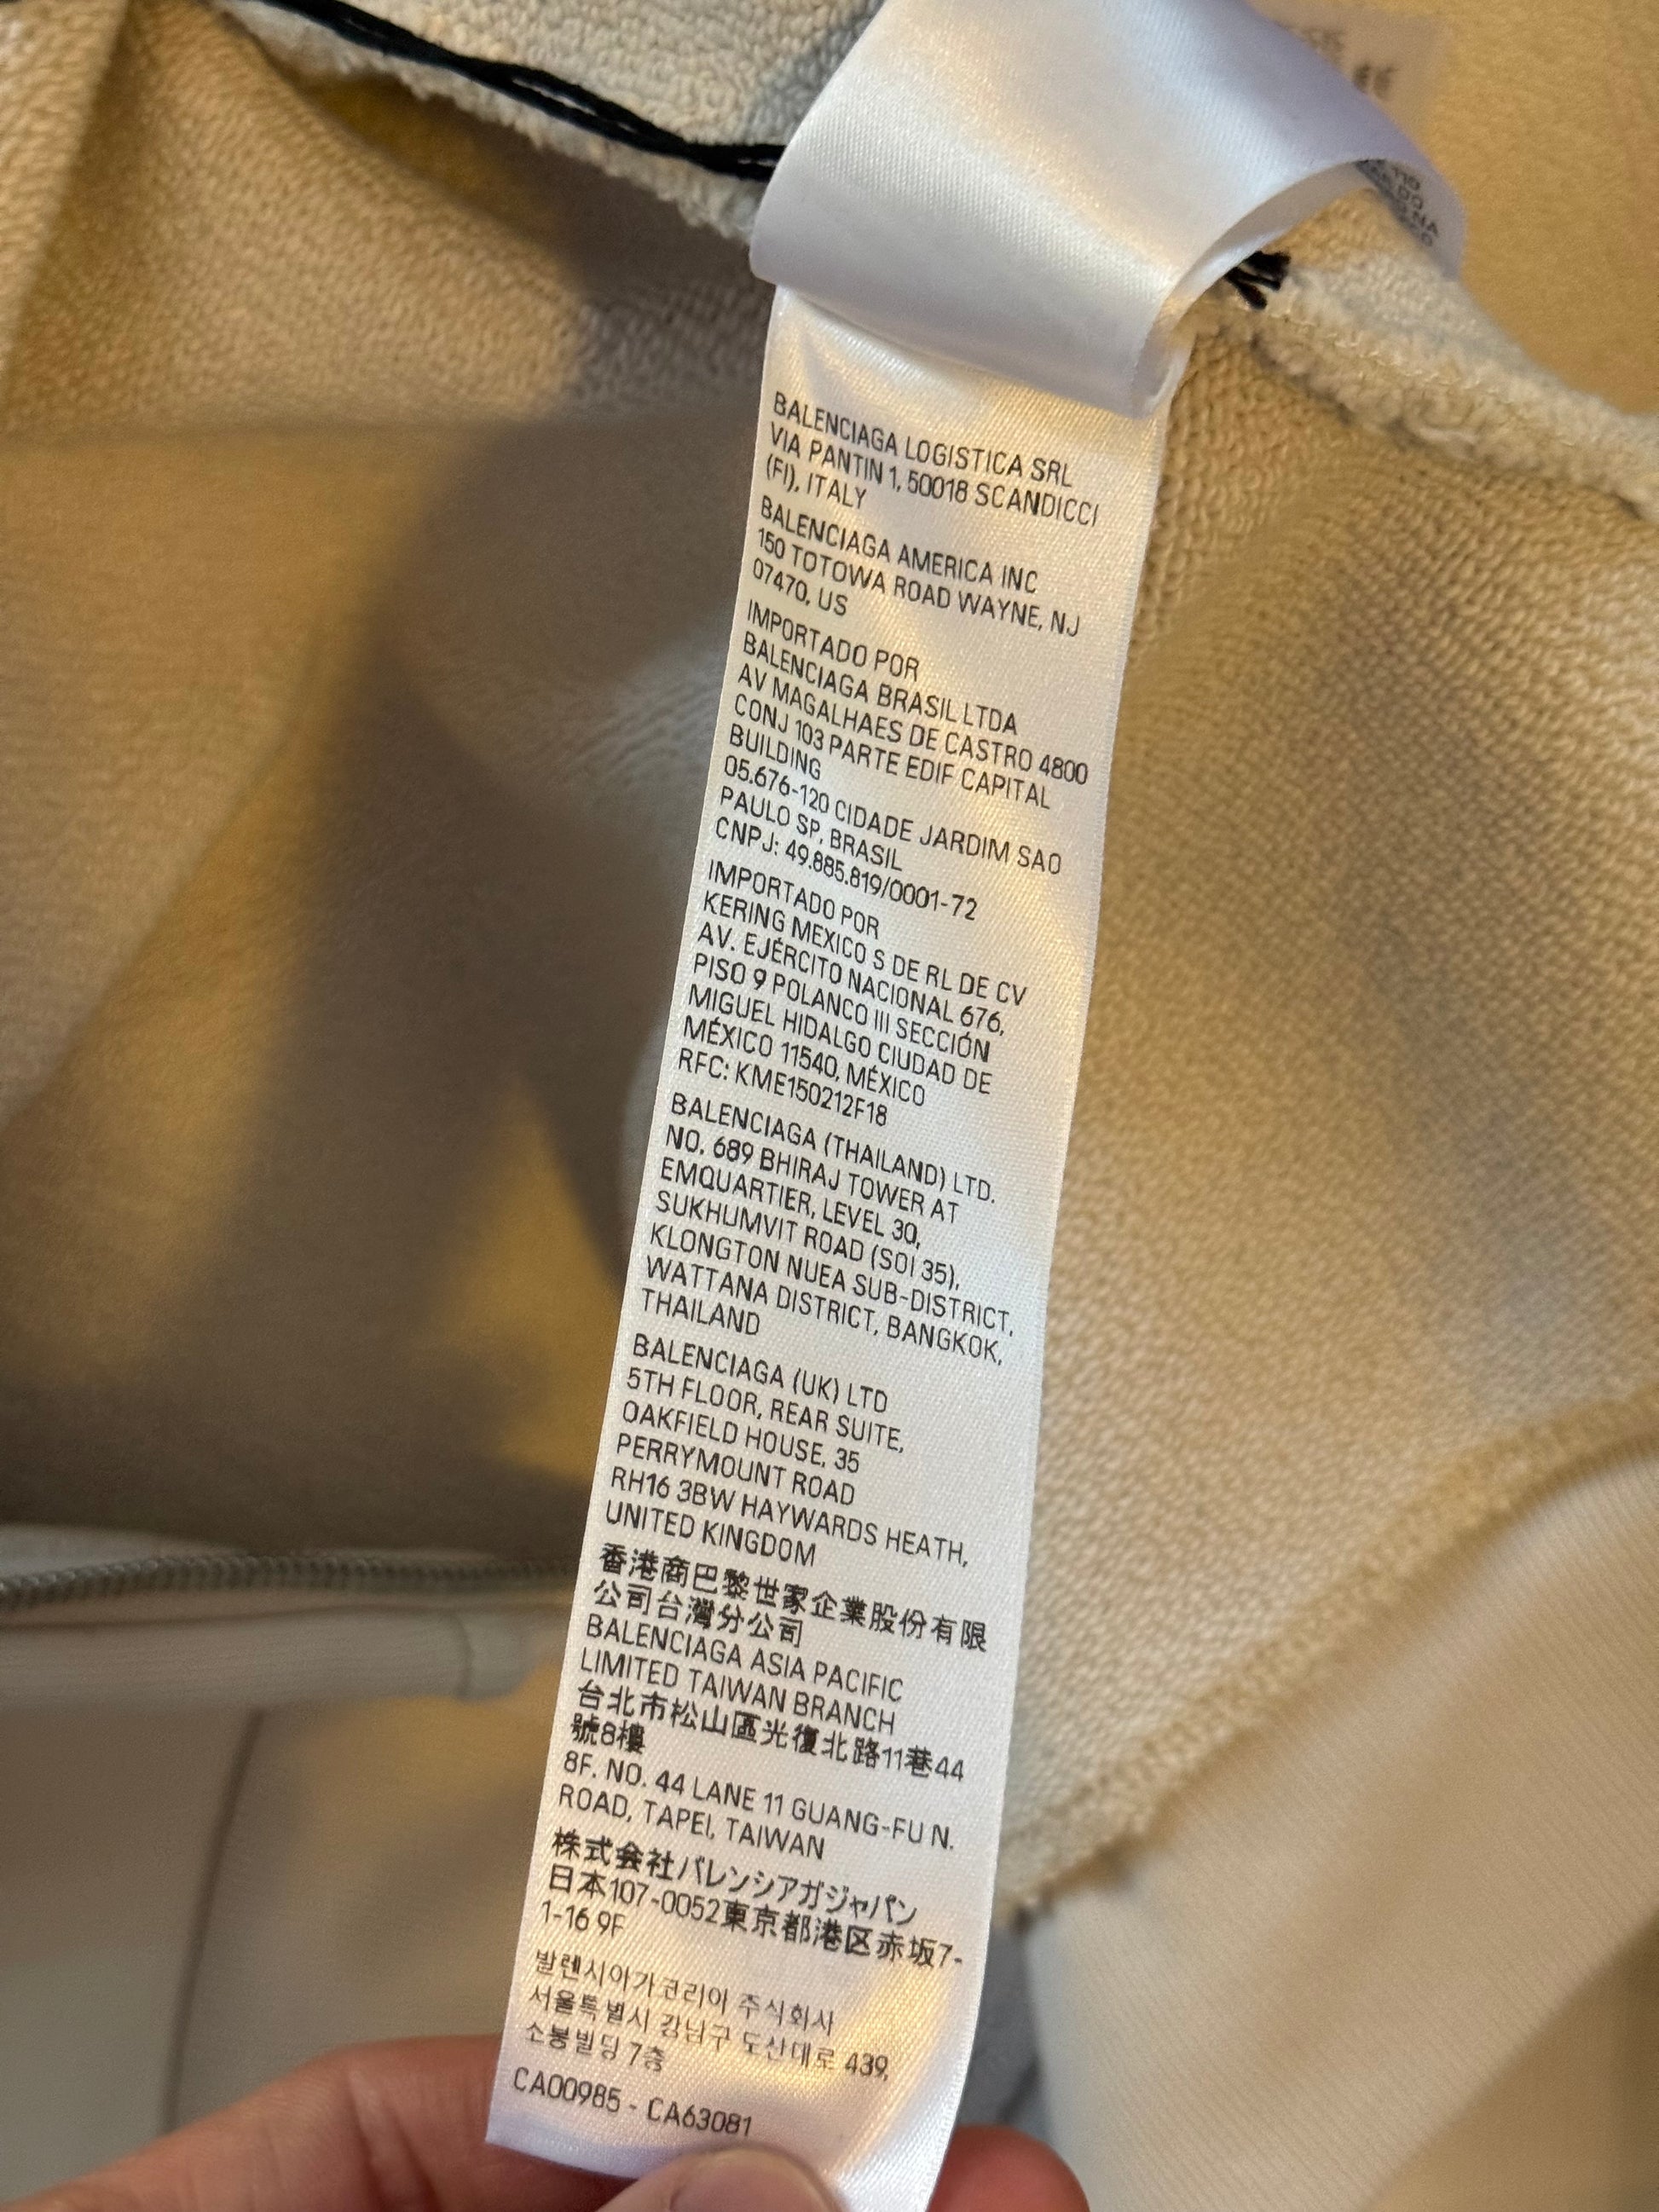 BALENCIAGA LOGISTICA SRL
VIA PANTIN 1, 50018 SCANDICCI
(FI), ITALY
BALENCIAGA AMERICA INC
150 TOTOWA ROAD WAYNE, NJ
07470, US
IMPORTADO POR
BALENCIAGA BRASIL LTDA
AV MAGALHAES DE CASTRO 4800
CONJ 103 PARTE EDIF CAPITAL
BUILDING
05.676-120 CIDADE JARDIM SAO
PAULO SP, BRASIL
CNPJ: 49.885.819/0001-72
IMPORTADO POR
KERING MEXICO S DE RL DE CV
AV. EJÉRCITO NACIONAL 676,
PISO 9 POLANCO III SECCIÓN
MIGUEL HIDALGO CIUDAD DE
MÉXICO 11540, MÉXICO
RFC: KME150212F18
BALENCIAGA (THAILAND) LTD.
NO. 689 BHIRAJ TOWER AT
EMQUARTIER, LEVEL 30,
SUKHUMVIT ROAD (SOI 35),
KLONGTON NUEA SUB-DISTRICT,
WATTANA DISTRICT, BANGKOK,
THAILAND
BALENCIAGA (UK) LTD
5TH FLOOR, REAR SUITE,
OAKFIELD HOUSE, 35
PERRYMOUNT ROAD
RH16 3BW HAYWARDS HEATH,
UNITED KINGDOM
香港商巴黎世家企業股份有限
公司台灣分公司
BALENCIAGA ASIA PACIFIC
LIMITED TAIWAN BRANCH
台北市松山區光復北路11巷44
號8樓
8F. NO. 44 LANE 11 GUANG-FU N.
ROAD, TAPEI, TAIWAN
株式会社バレンシアガジャパン
日本107-0052東京都港区赤坂7-
1-16 9F
발렌시아가코리아 주식회사
서울특별시 강남구 도산대로 439,
소봉빌딩 7층
CA00985 - CA63081